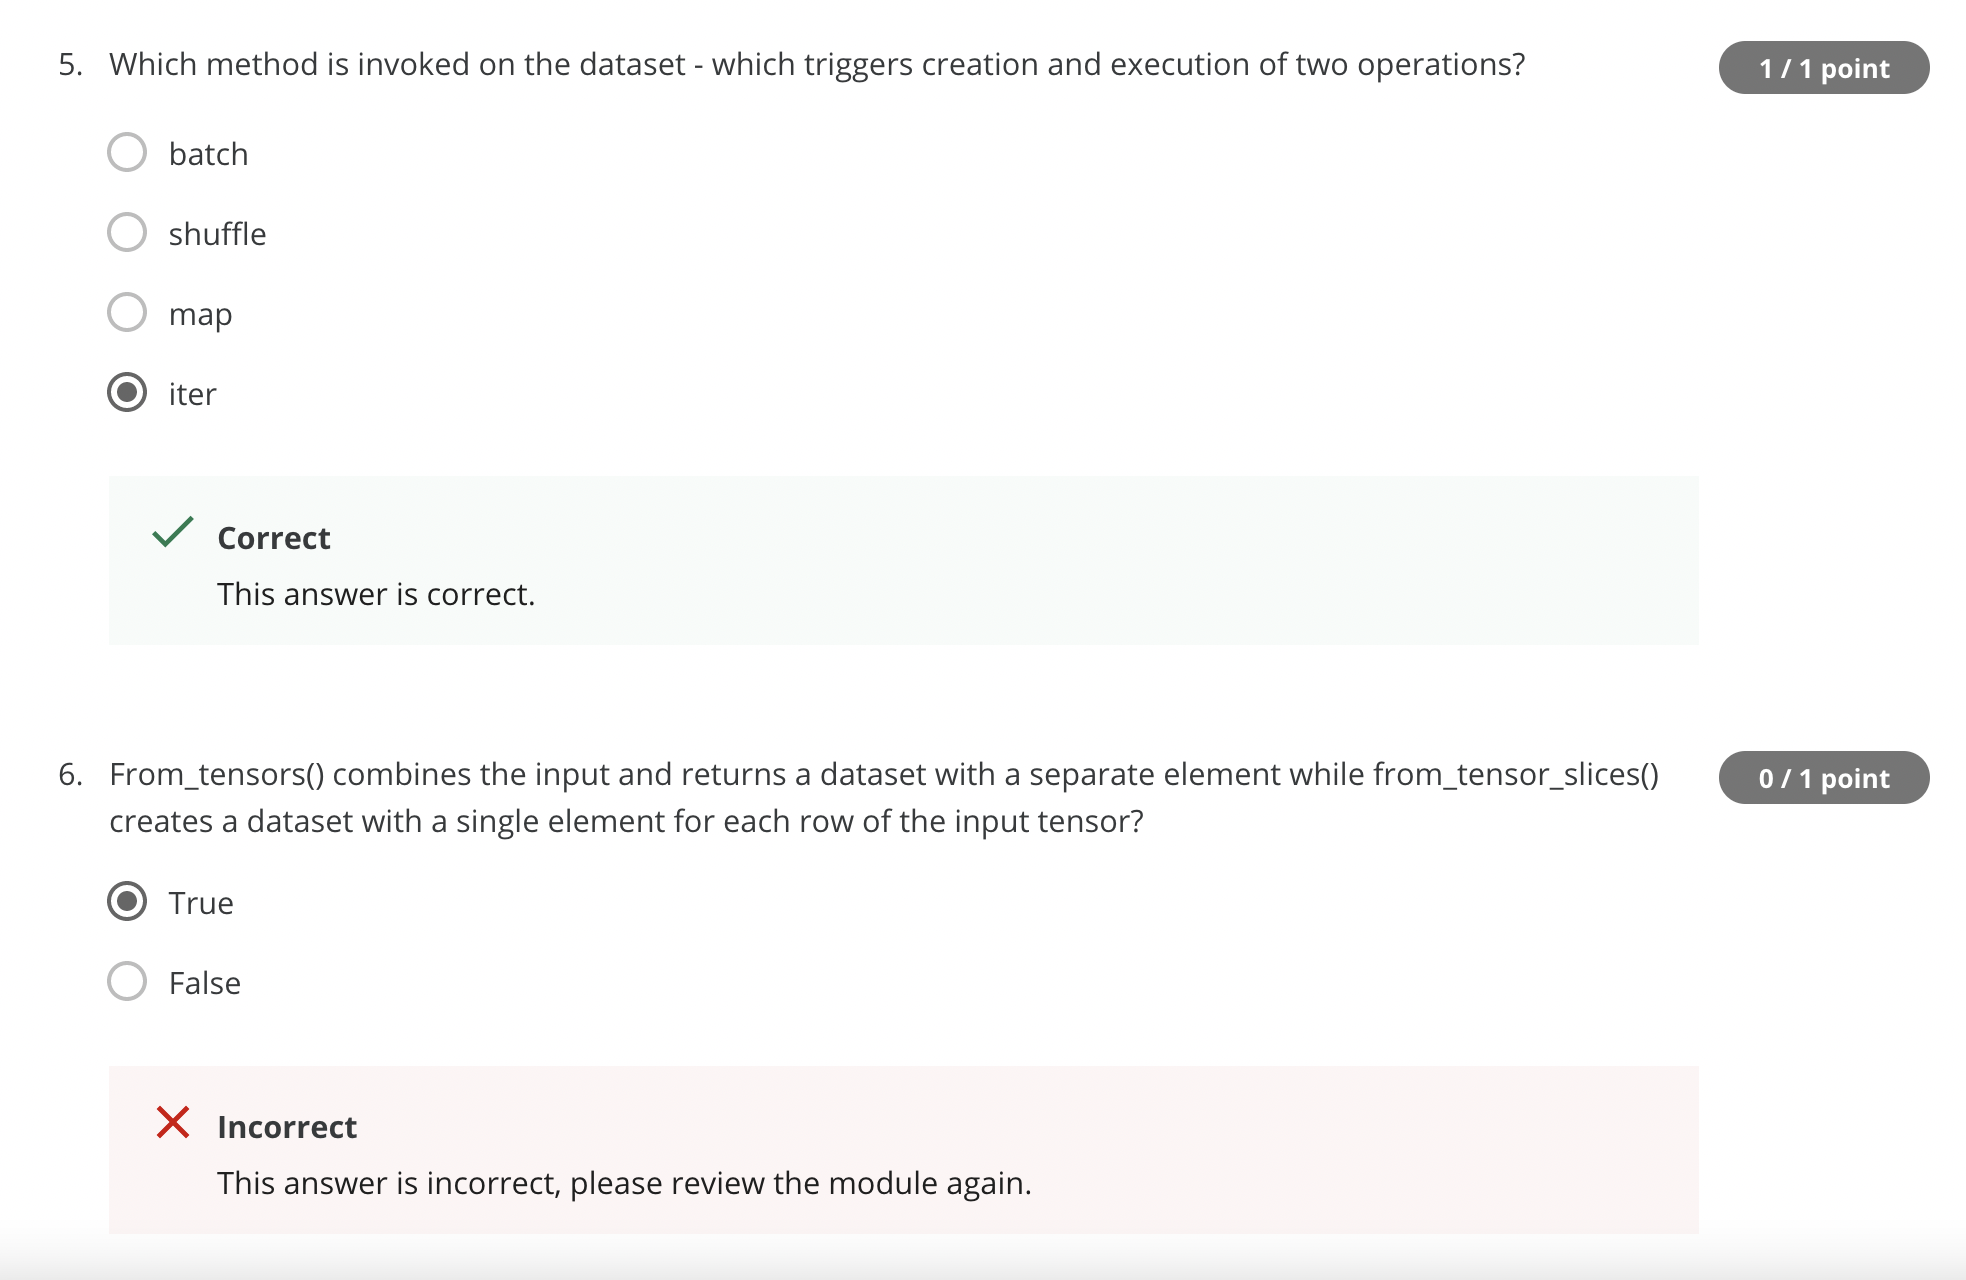 5. Which method is invoked on the dataset - which triggers creation and execution of two operations?
1 / 1 point
batch
shuffle
map
iter
Correct
This answer is correct.
6. From_tensors() combines the input and returns a dataset with a separate element while from_tensor_slices()
creates a dataset with a single element for each row of the input tensor?
0 / 1 point
True
False
Incorrect
This answer is incorrect, please review the module again.